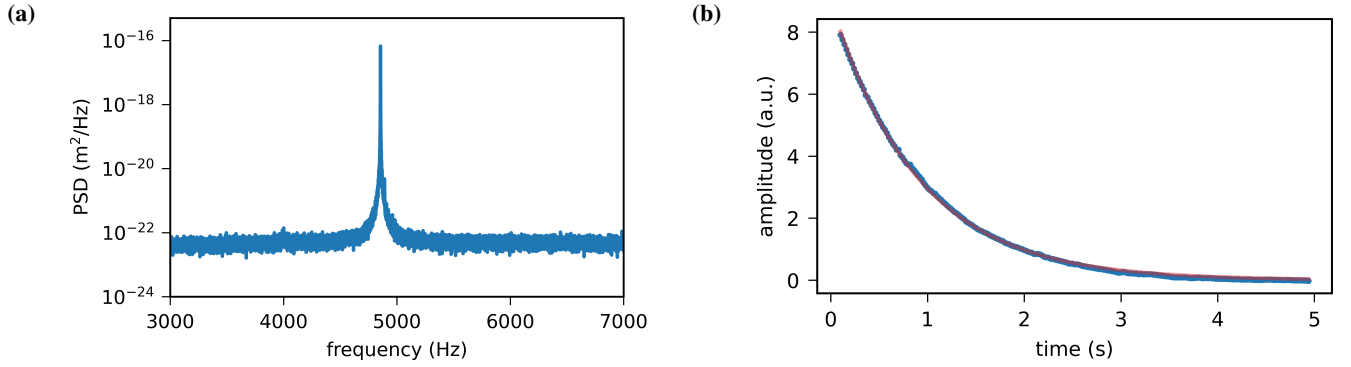 (a)
PSD (m²/Hz)
10⁻¹⁶
10⁻¹⁸
10⁻²⁰
10⁻²²
10⁻²⁴
3000 4000 5000 6000 7000
frequency (Hz)
(b)
amplitude (a.u.)
8
6
4
2
0
0 1 2 3 4 5
time (s)